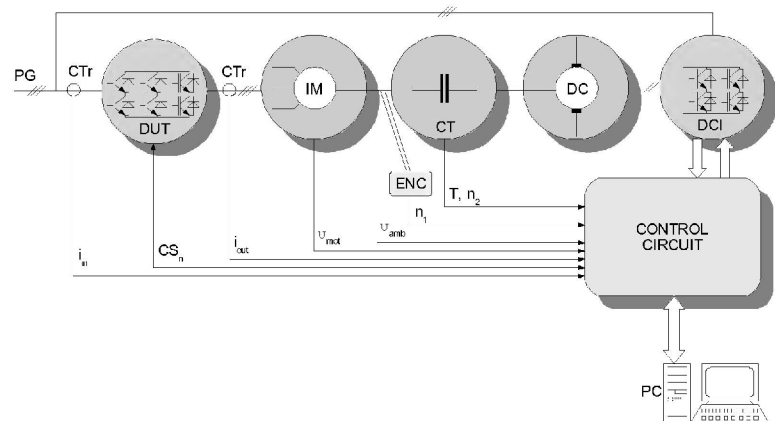 PG
CTr
DUT
CTr
IM
CT
DC
DCI
ENC
n1
T, n2
υamb
υmot
iout
CSn
iin
CONTROL
CIRCUIT
PC